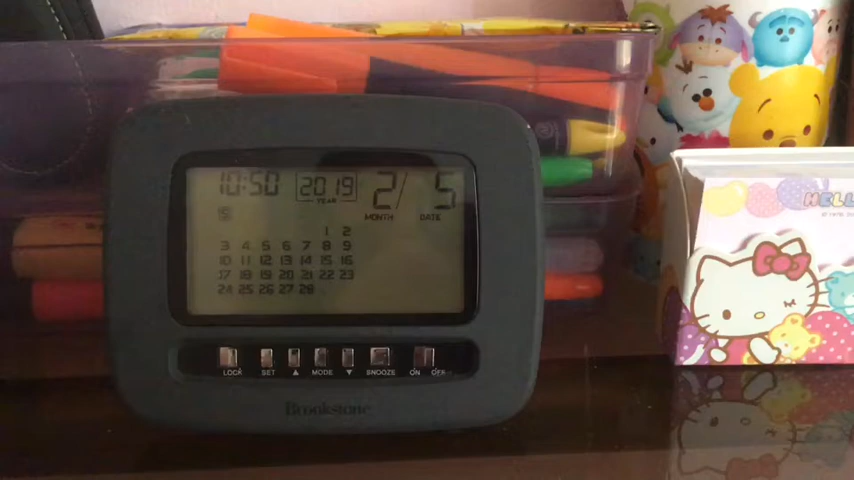 10:50 2019 2/ 5
YEAR MONTH DATE
S
1 2
3 4 5 6 7 8 9
10 11 12 13 14 15 16
17 18 19 20 21 22 23
24 25 26 27 28
LOCK SET ▲ MODE ▼ SNOOZE ON OFF
Brookstone
HELL